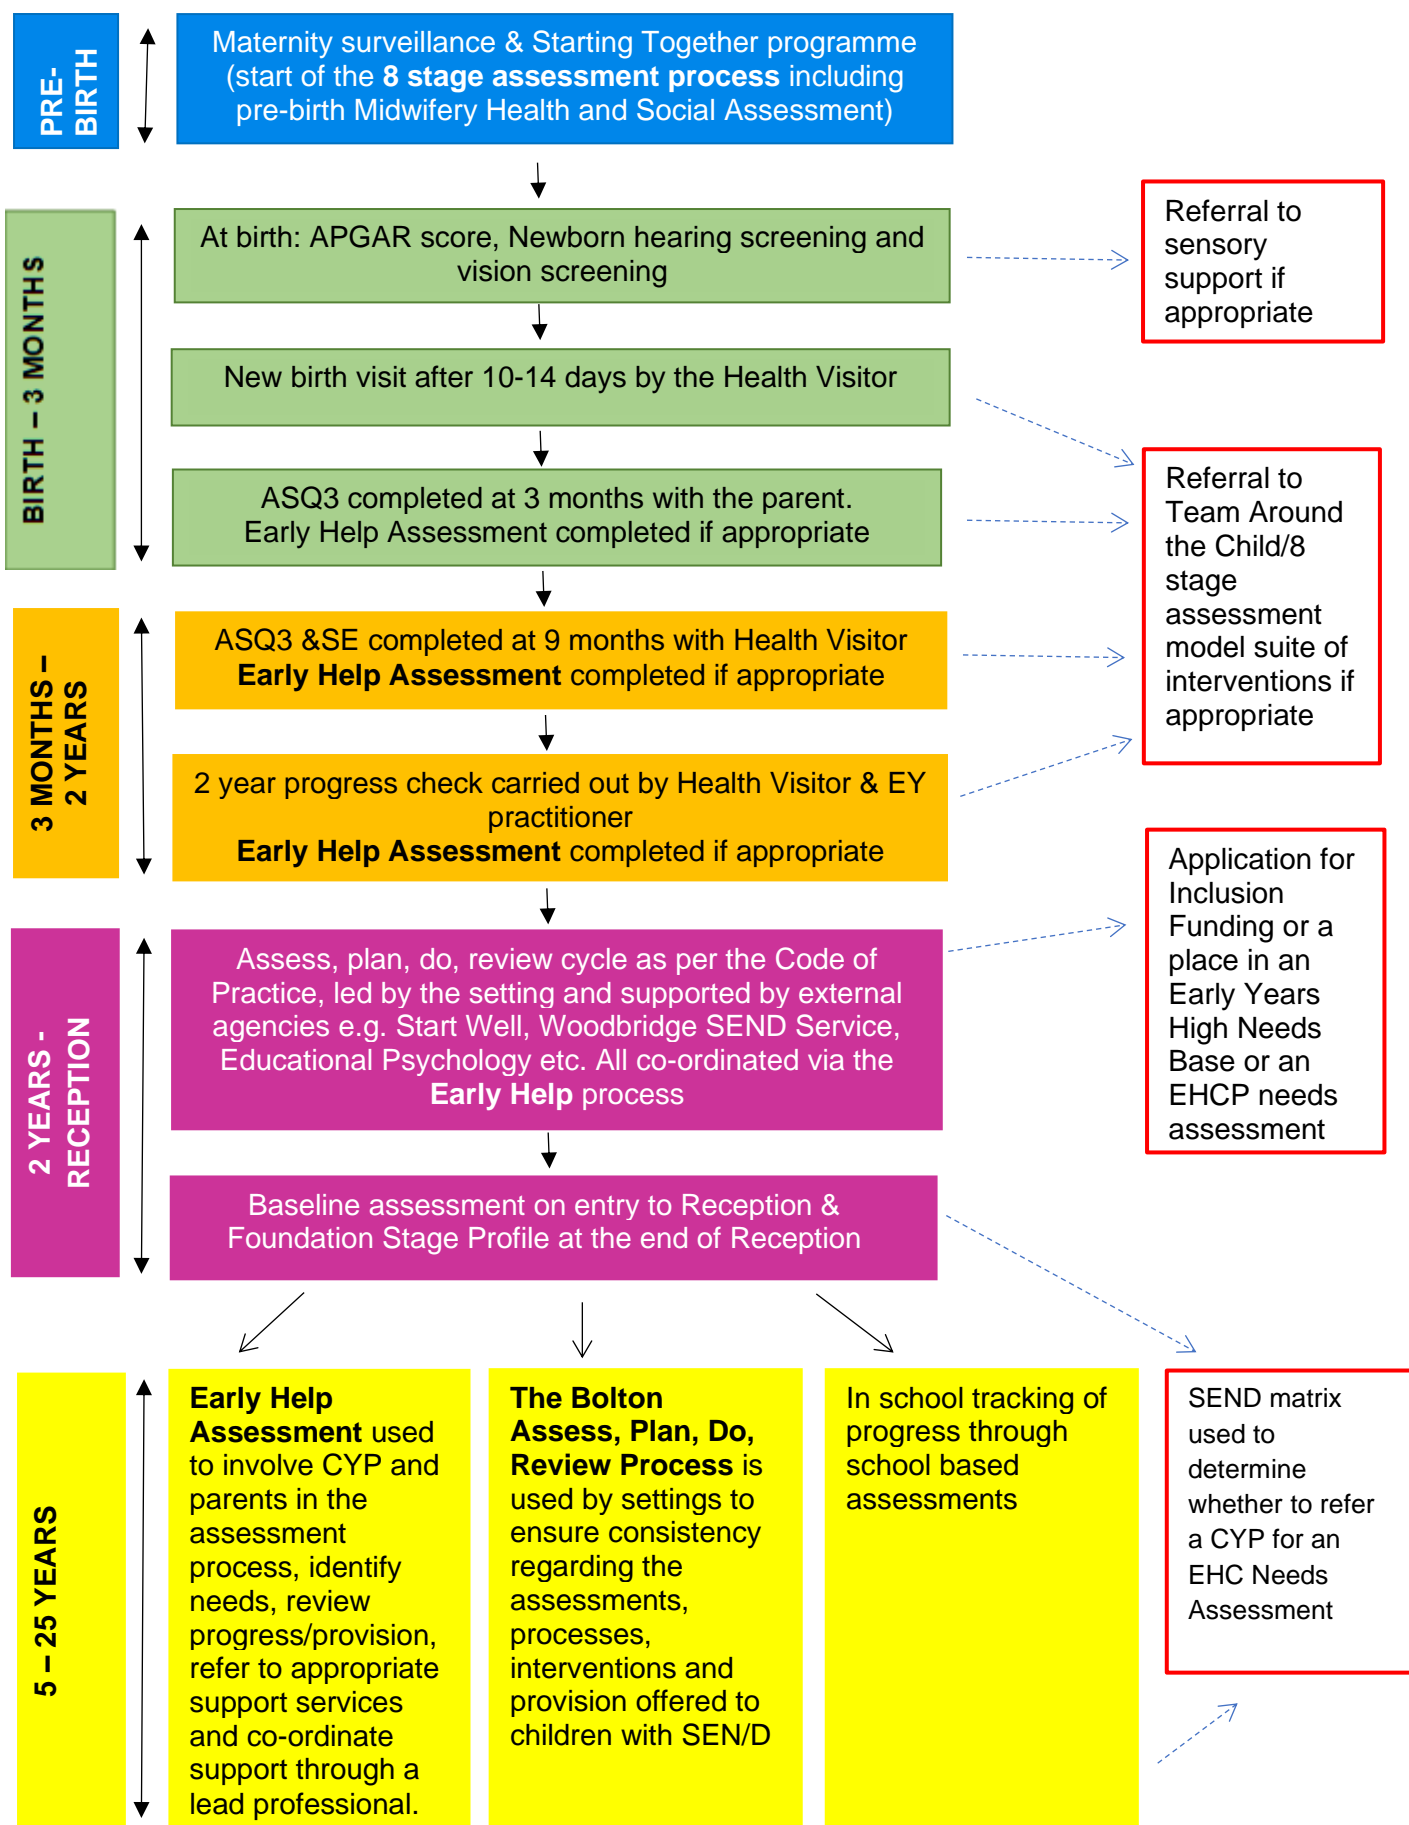 PRE-
BIRTH
Maternity surveillance & Starting Together programme
(start of the 8 stage assessment process including
pre-birth Midwifery Health and Social Assessment)
BIRTH – 3 MONTHS
At birth: APGAR score, Newborn hearing screening and
vision screening
Referral to
sensory
support if
appropriate
New birth visit after 10-14 days by the Health Visitor
ASQ3 completed at 3 months with the parent.
Early Help Assessment completed if appropriate
Referral to
Team Around
the Child/8
stage
assessment
model suite of
interventions if
appropriate
3 MONTHS –
2 YEARS
ASQ3 &SE completed at 9 months with Health Visitor
Early Help Assessment completed if appropriate
2 year progress check carried out by Health Visitor & EY
practitioner
Early Help Assessment completed if appropriate
Application for
Inclusion
Funding or a
place in an
Early Years
High Needs
Base or an
EHCP needs
assessment
2 YEARS -
RECEPTION
Assess, plan, do, review cycle as per the Code of
Practice, led by the setting and supported by external
agencies e.g. Start Well, Woodbridge SEND Service,
Educational Psychology etc. All co-ordinated via the
Early Help process
Baseline assessment on entry to Reception &
Foundation Stage Profile at the end of Reception
5 – 25 YEARS
Early Help
Assessment used
to involve CYP and
parents in the
assessment
process, identify
needs, review
progress/provision,
refer to appropriate
support services
and co-ordinate
support through a
lead professional.
The Bolton
Assess, Plan, Do,
Review Process is
used by settings to
ensure consistency
regarding the
assessments,
processes,
interventions and
provision offered to
children with SEN/D
In school tracking of
progress through
school based
assessments
SEND matrix
used to
determine
whether to refer
a CYP for an
EHC Needs
Assessment